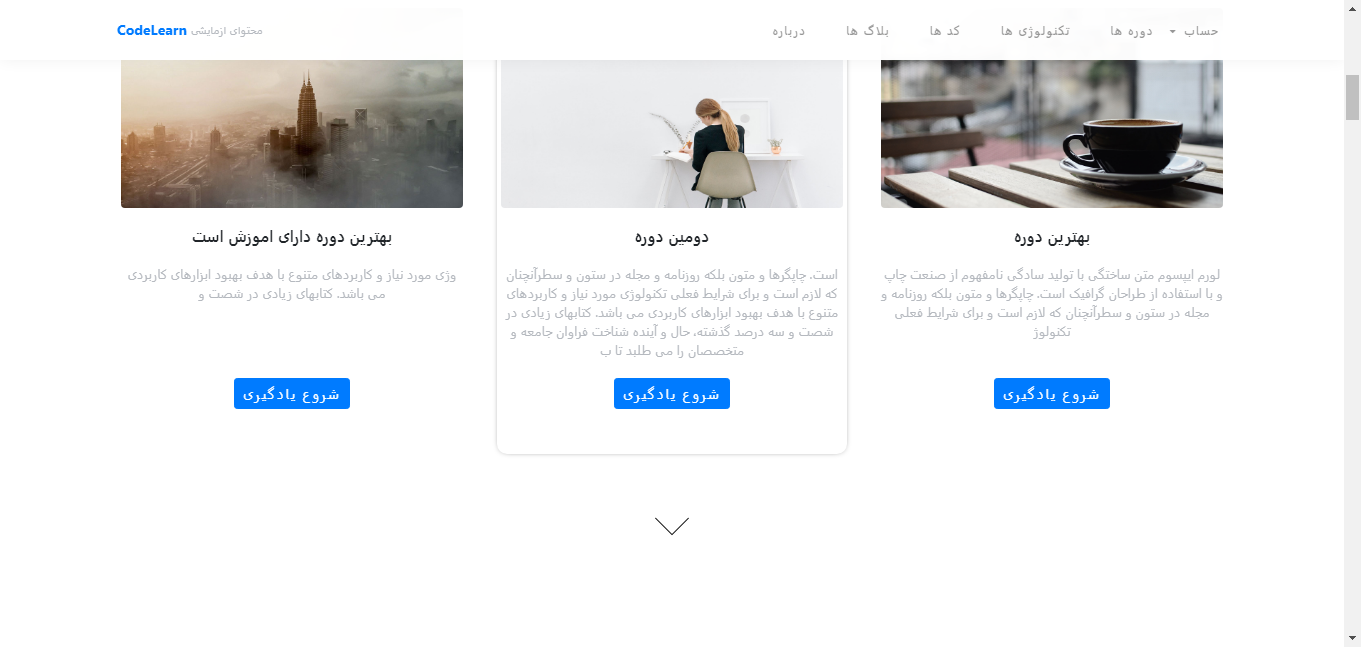 حساب
دوره ها
تکنولوژی ها
کد ها
بلاگ ها
درباره
محتوای ازمایشی CodeLearn
بهترین دوره
لورم ایپسوم متن ساختگی با تولید سادگی نامفهوم از صنعت چاپ
و با استفاده از طراحان گرافیک است. چاپگرها و متون بلکه روزنامه و
مجله در ستون و سطرآنچنان که لازم است و برای شرایط فعلی
تکنولوژ
شروع یادگیری
دومین دوره
است. چاپگرها و متون بلکه روزنامه و مجله در ستون و سطرآنچنان
که لازم است و برای شرایط فعلی تکنولوژی مورد نیاز و کاربردهای
متنوع با هدف بهبود ابزارهای کاربردی می باشد. کتابهای زیادی در
شصت و سه درصد گذشته، حال و آینده شناخت فراوان جامعه و
متخصصان را می طلبد تا ب
شروع یادگیری
بهترین دوره دارای اموزش است
وژی مورد نیاز و کاربردهای متنوع با هدف بهبود ابزارهای کاربردی
می باشد. کتابهای زیادی در شصت و
شروع یادگیری